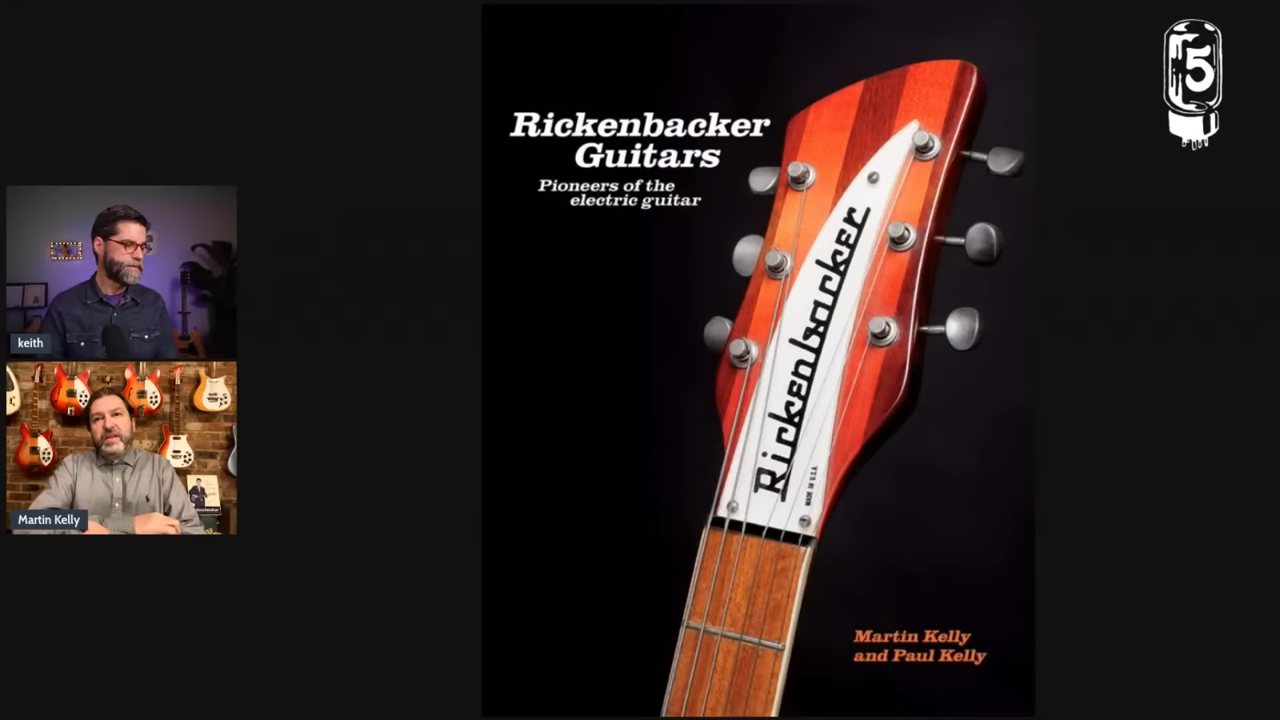 5
Rickenbacker
Guitars
Pioneers of the
electric guitar
Rickenbacker
MADE IN U.S.A.
keith
Martin Kelly
Martin Kelly
and Paul Kelly